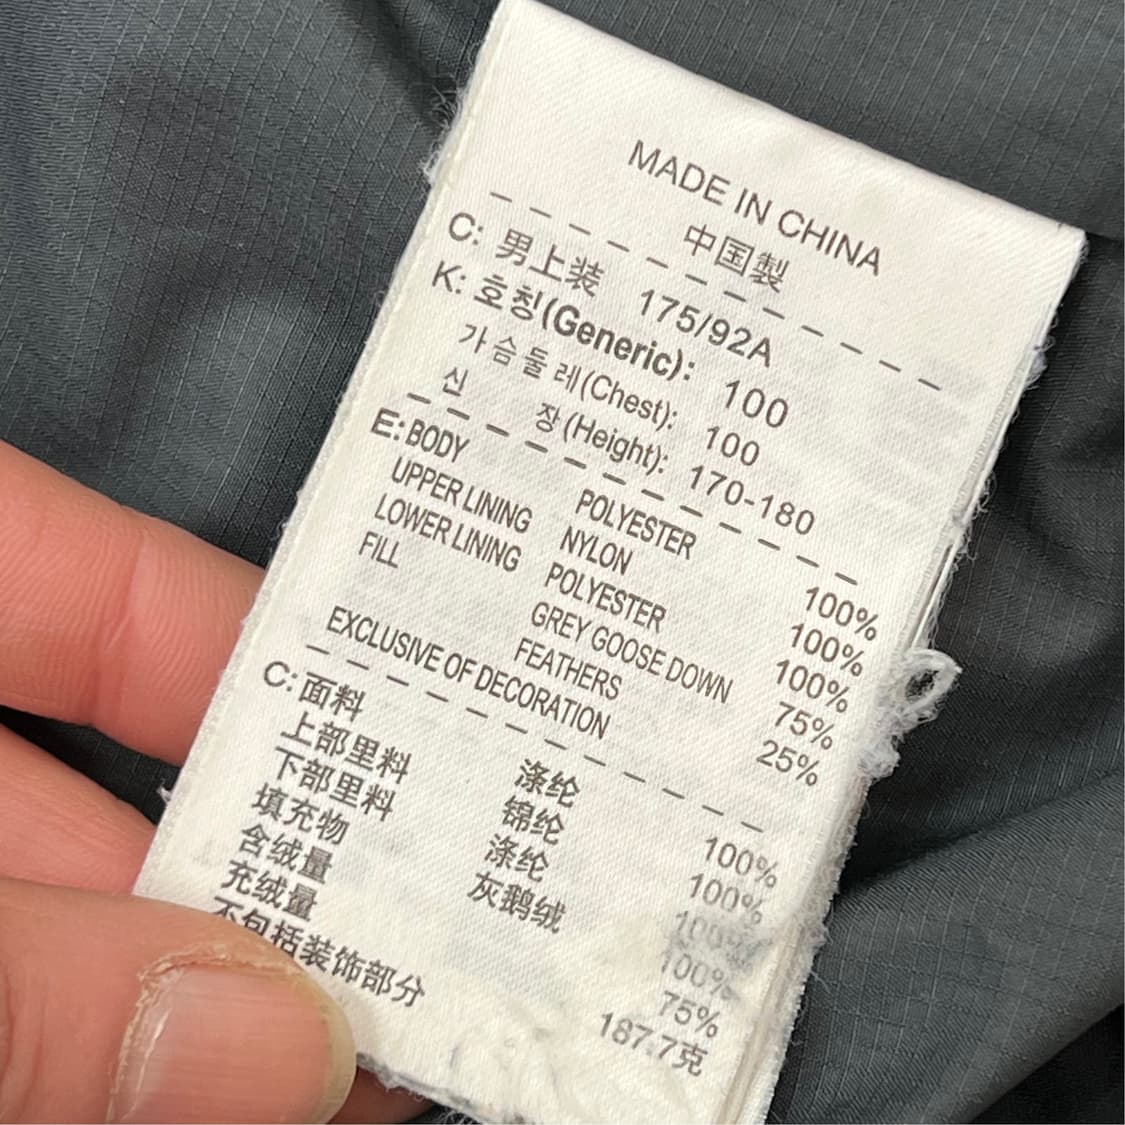 MADE IN CHINA
中国製
C: 男上装 175/92A
K: 호칭(Generic): 100
가슴둘레(Chest): 100
신 장(Height): 170-180
E: BODY POLYESTER 100%
UPPER LINING NYLON 100%
LOWER LINING POLYESTER 100%
FILL GREY GOOSE DOWN 75%
FEATHERS 25%
EXCLUSIVE OF DECORATION
C: 面料 涤纶 100%
上部里料 锦纶 100%
下部里料 涤纶 100%
填充物 灰鹅绒 100%
含绒量 75%
充绒量 187.7克
不包括装饰部分